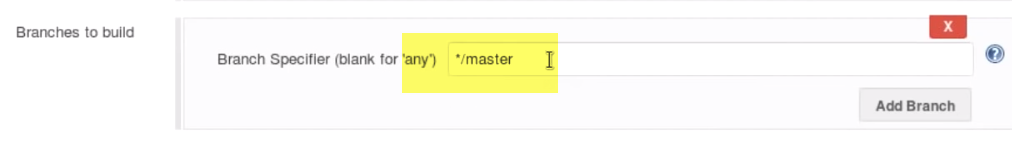 Branches to build
X
Branch Specifier (blank for 'any') */master
?
Add Branch